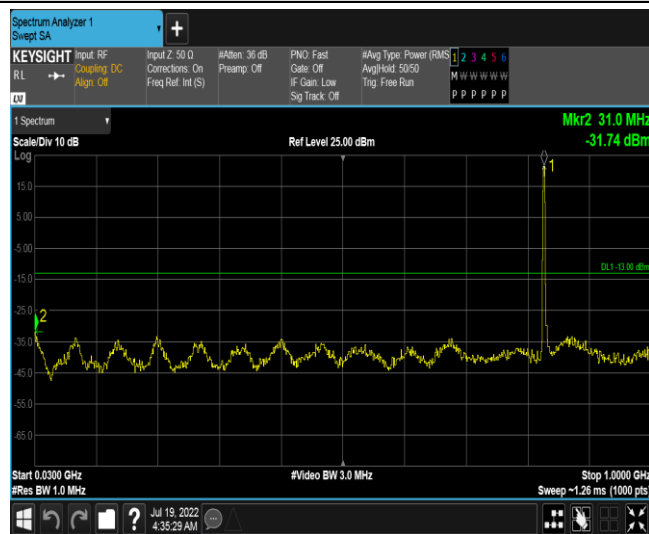 Spectrum Analyzer 1
Swept SA
+
KEYSIGHT
RL
Input: RF
Coupling: DC
Align: Off
Input Z: 50 Ω
Corrections: On
Freq Ref: Int (S)
#Atten: 36 dB
Preamp: Off
PNO: Fast
Gate: Off
IF Gain: Low
Sig Track: Off
#Avg Type: Power (RMS
Avg|Hold: 50/50
Trig: Free Run
1 2 3 4 5 6
M W W W W W
P P P P P P
LXI
1 Spectrum
Scale/Div 10 dB
Ref Level 25.00 dBm
Mkr2 31.0 MHz
-31.74 dBm
Log
1
15.0
5.00
-5.00
DL1 -13.00 dBm
-15.0
-25.0
2
-35.0
-45.0
-55.0
-65.0
Start 0.0300 GHz
#Video BW 3.0 MHz
Stop 1.0000 GHz
#Res BW 1.0 MHz
Sweep ~1.26 ms (1000 pts)
?
Jul 19, 2022
4:35:29 AM